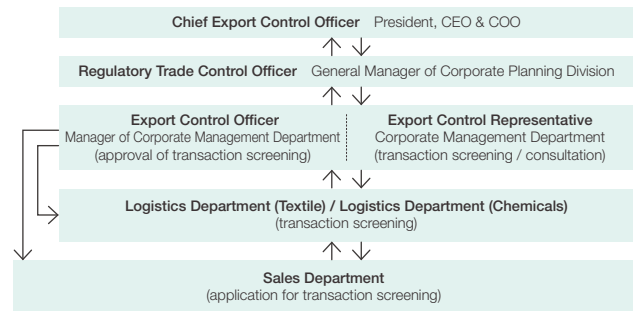 Chief Export Control Officer President, CEO & COO
Regulatory Trade Control Officer General Manager of Corporate Planning Division
Export Control Officer
Manager of Corporate Management Department
(approval of transaction screening)
Export Control Representative
Corporate Management Department
(transaction screening / consultation)
Logistics Department (Textile) / Logistics Department (Chemicals)
(transaction screening)
Sales Department
(application for transaction screening)